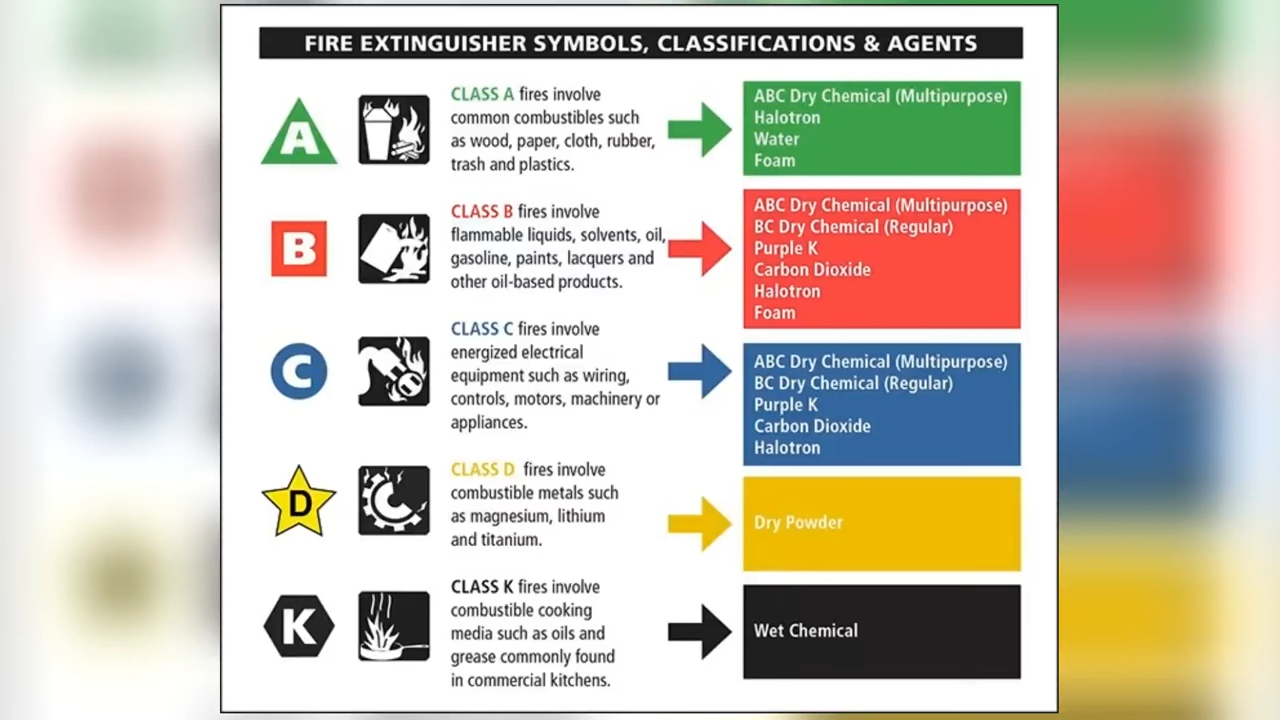 FIRE EXTINGUISHER SYMBOLS, CLASSIFICATIONS & AGENTS
A
CLASS A fires involve
common combustibles such
as wood, paper, cloth, rubber,
trash and plastics.
ABC Dry Chemical (Multipurpose)
Halotron
Water
Foam
B
CLASS B fires involve
flammable liquids, solvents, oil,
gasoline, paints, lacquers and
other oil-based products.
ABC Dry Chemical (Multipurpose)
BC Dry Chemical (Regular)
Purple K
Carbon Dioxide
Halotron
Foam
C
CLASS C fires involve
energized electrical
equipment such as wiring,
controls, motors, machinery or
appliances.
ABC Dry Chemical (Multipurpose)
BC Dry Chemical (Regular)
Purple K
Carbon Dioxide
Halotron
D
CLASS D fires involve
combustible metals such
as magnesium, lithium
and titanium.
Dry Powder
K
CLASS K fires involve
combustible cooking
media such as oils and
grease commonly found
in commercial kitchens.
Wet Chemical